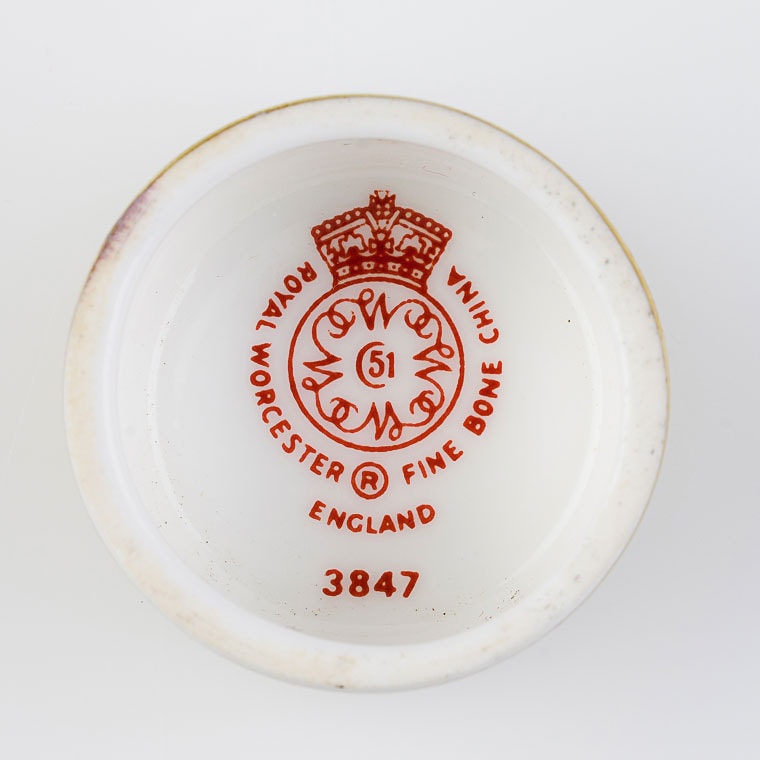 ROYAL WORCESTER ® FINE BONE CHINA
51
ENGLAND
3847